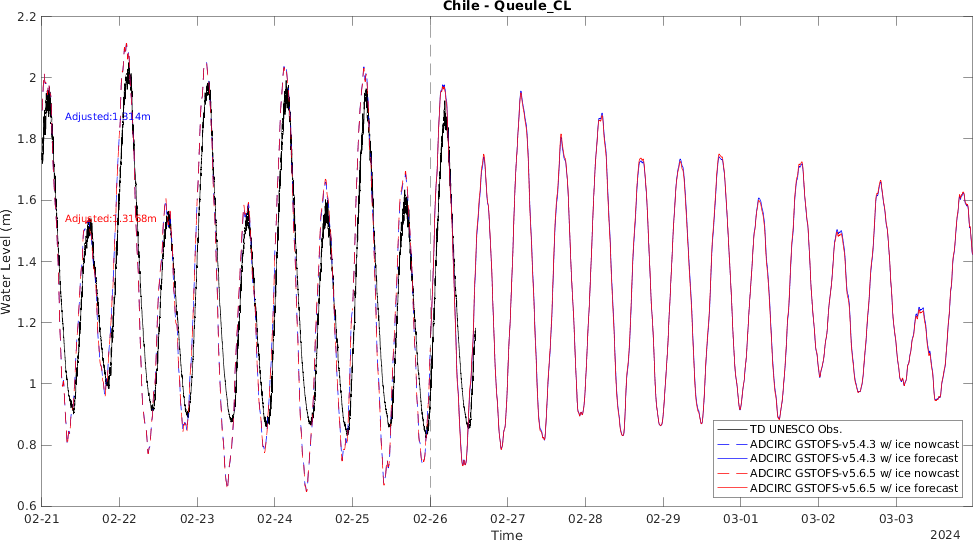 Chile - Queule_CL
2.2
2
1.8
1.6
1.4
1.2
1
0.8
0.6
Water Level (m)
Adjusted:1.314m
Adjusted:1.3168m
TD UNESCO Obs.
ADCIRC GSTOFS-v5.4.3 w/ ice nowcast
ADCIRC GSTOFS-v5.4.3 w/ ice forecast
ADCIRC GSTOFS-v5.6.5 w/ ice nowcast
ADCIRC GSTOFS-v5.6.5 w/ ice forecast
02-21 02-22 02-23 02-24 02-25 02-26 02-27 02-28 02-29 03-01 03-02 03-03
Time
2024